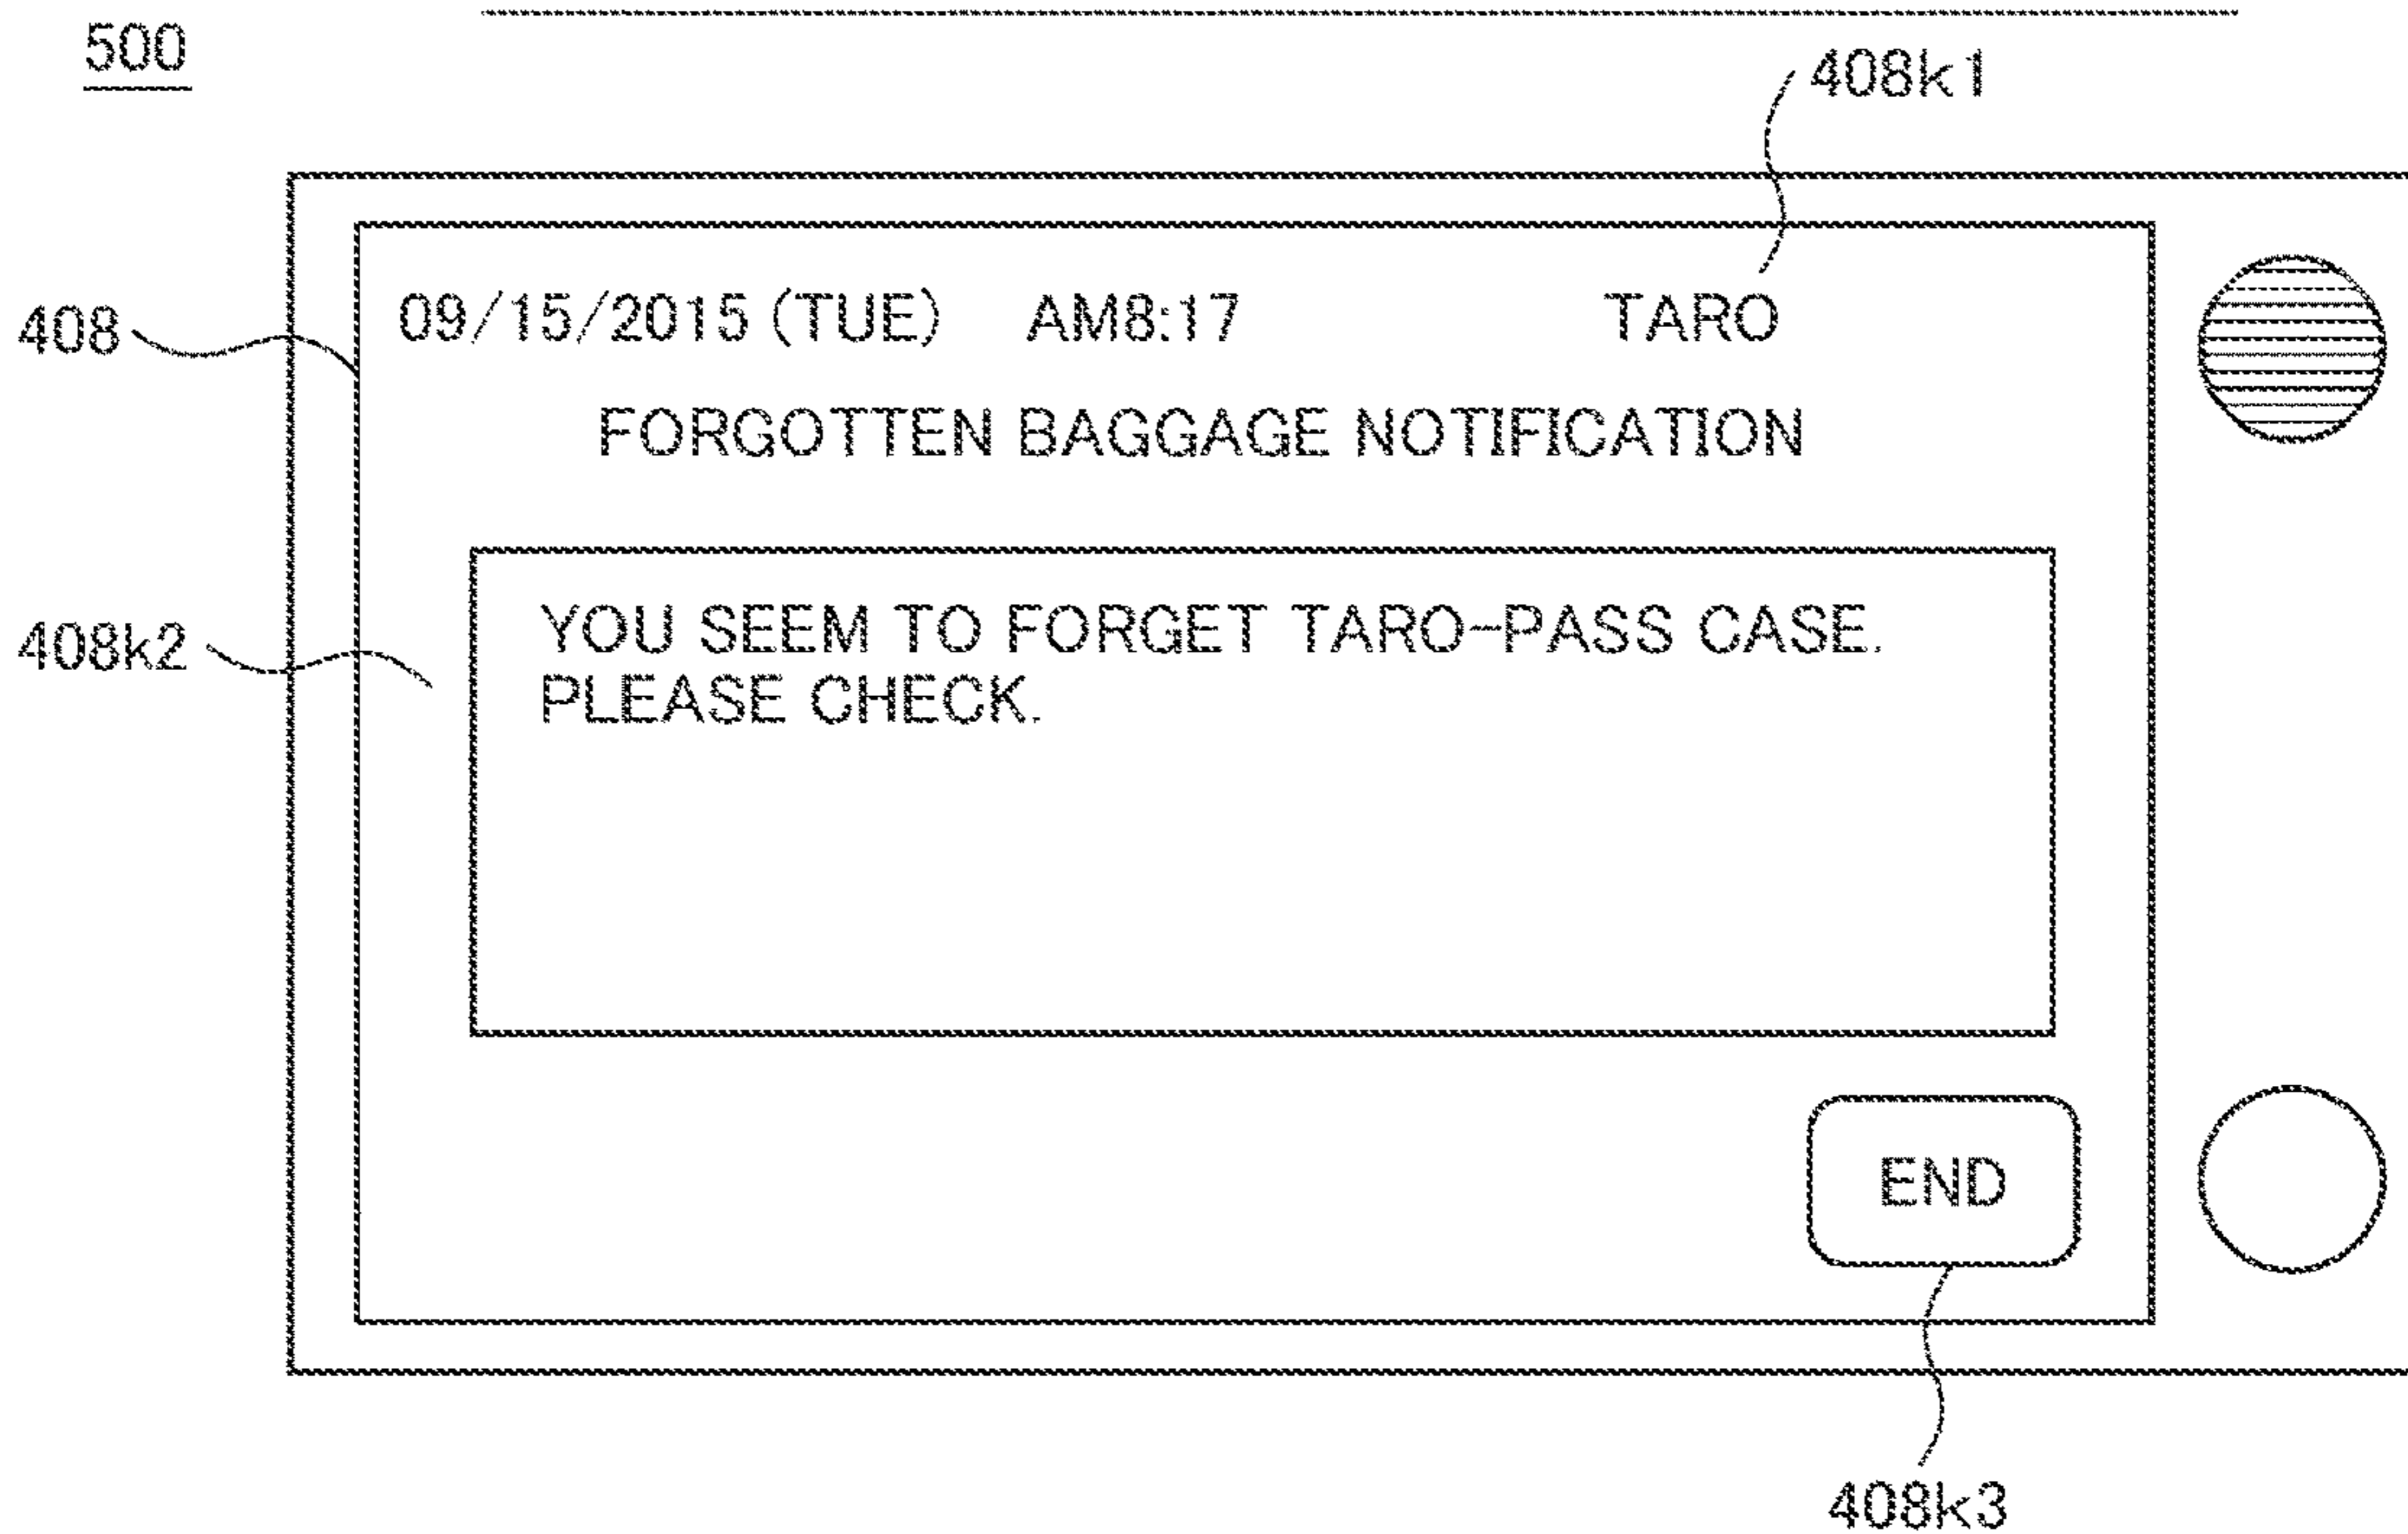 500
408k1
408
09/15/2015 (TUE) AM8:17 TARO
FORGOTTEN BAGGAGE NOTIFICATION
408k2
YOU SEEM TO FORGET TARO-PASS CASE.
PLEASE CHECK.
END
408k3